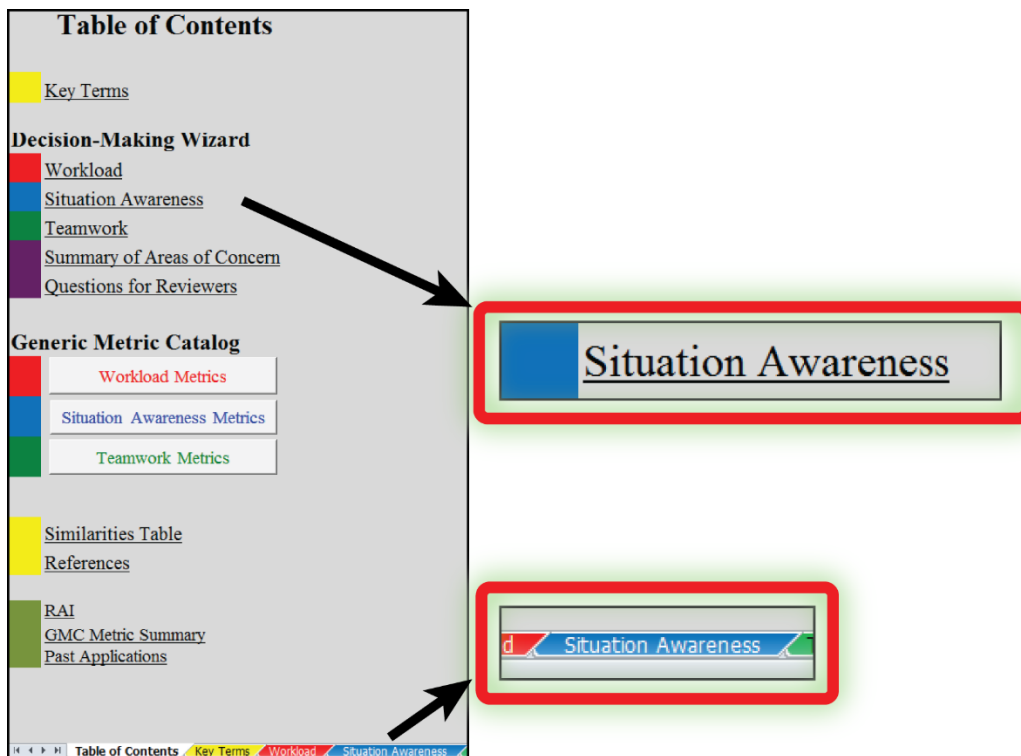 Table of Contents
Key Terms
Decision-Making Wizard
Workload
Situation Awareness
Teamwork
Summary of Areas of Concern
Questions for Reviewers
Generic Metric Catalog
Workload Metrics
Situation Awareness Metrics
Teamwork Metrics
Similarities Table
References
RAI
GMC Metric Summary
Past Applications
Table of Contents Key Terms Workload Situation Awareness
Situation Awareness
d Situation Awareness T